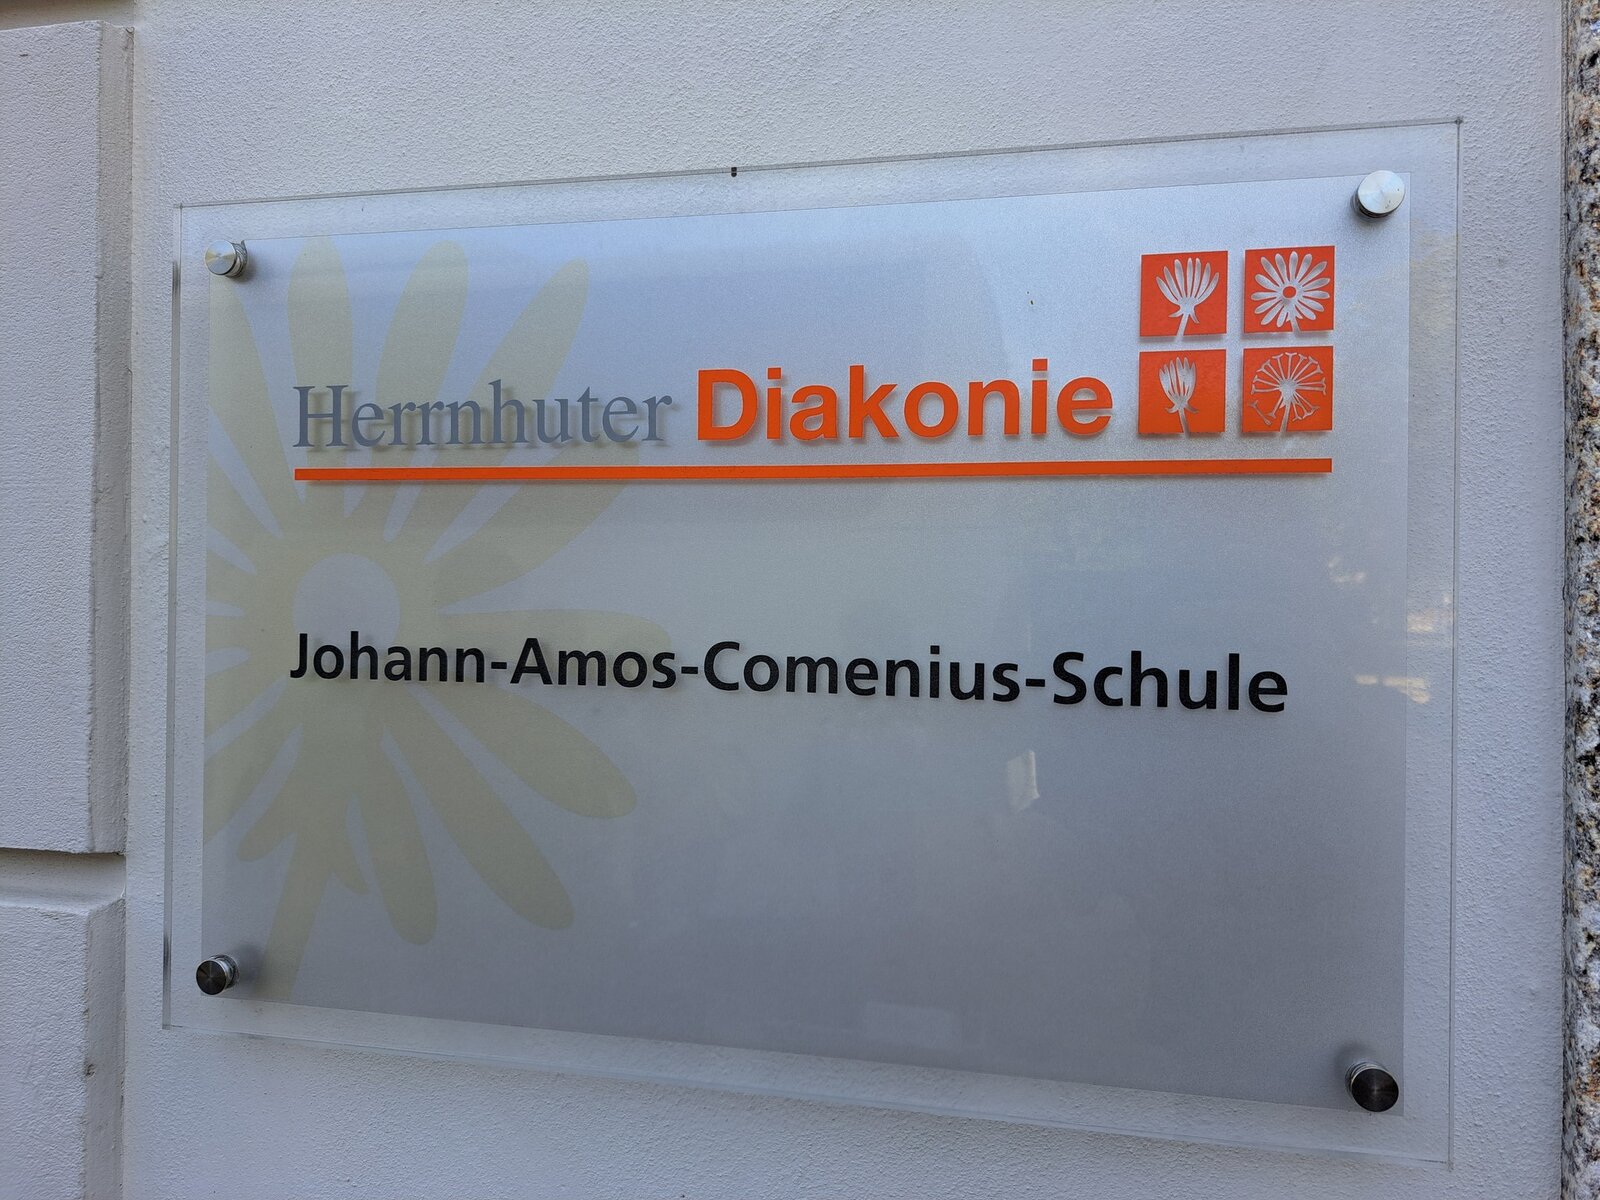 Herrnhuter Diakonie
Johann-Amos-Comenius-Schule